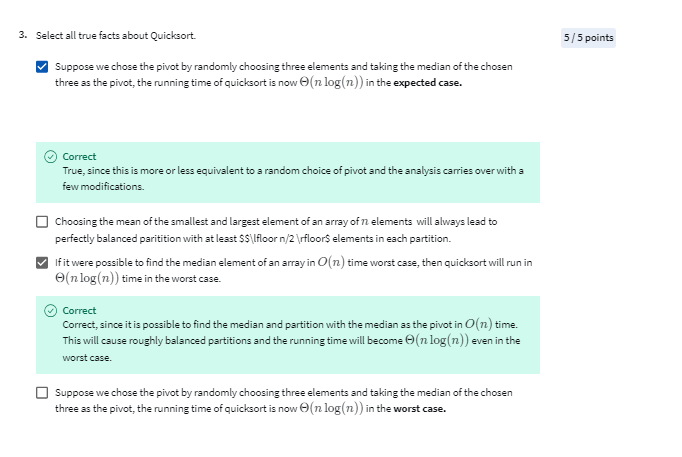 3. Select all true facts about Quicksort.
5 / 5 points
Suppose we chose the pivot by randomly choosing three elements and taking the median of the chosen
three as the pivot, the running time of quicksort is now Θ(n log(n)) in the expected case.
Correct
True, since this is more or less equivalent to a random choice of pivot and the analysis carries over with a
few modifications.
Choosing the mean of the smallest and largest element of an array of n elements will always lead to
perfectly balanced paritition with at least $$\lfloor n/2 \rfloor$ elements in each partition.
If it were possible to find the median element of an array in O(n) time worst case, then quicksort will run in
Θ(n log(n)) time in the worst case.
Correct
Correct, since it is possible to find the median and partition with the median as the pivot in O(n) time.
This will cause roughly balanced partitions and the running time will become Θ(n log(n)) even in the
worst case.
Suppose we chose the pivot by randomly choosing three elements and taking the median of the chosen
three as the pivot, the running time of quicksort is now Θ(n log(n)) in the worst case.